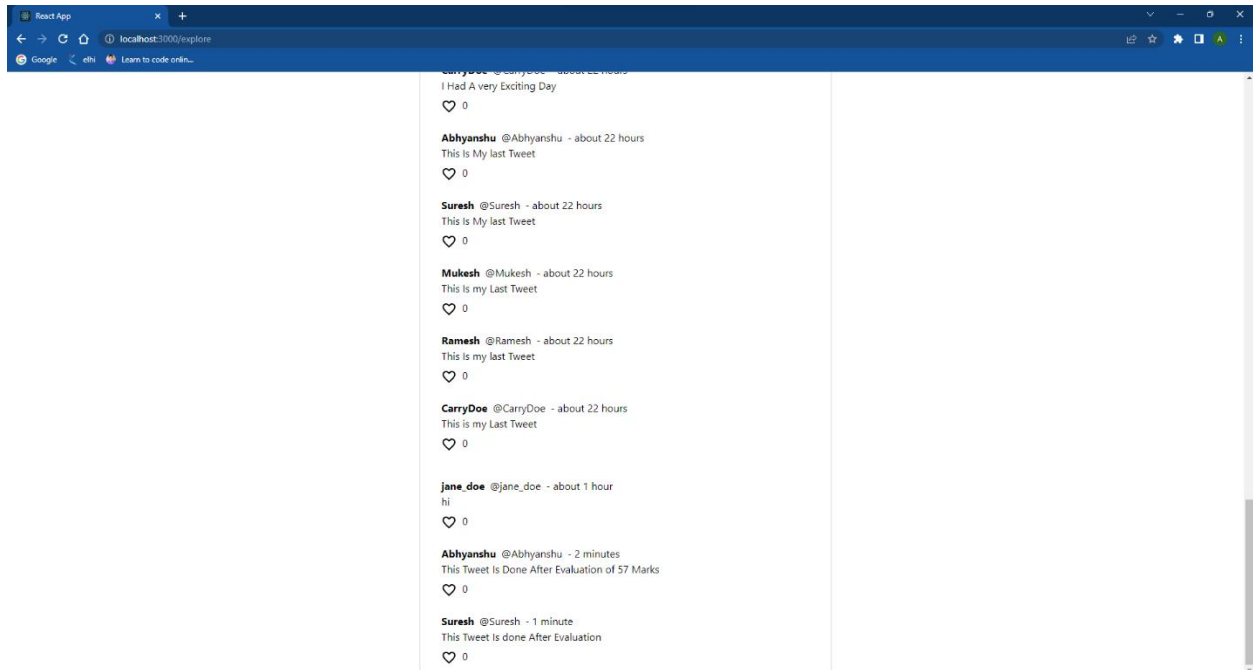 React App
localhost:3000/explore
Google
elhi
Learn to code onlin...
A
CarryDoe @CarryDoe - about 22 hours
I Had A very Exciting Day
0
Abhyanshu @Abhyanshu - about 22 hours
This Is My last Tweet
0
Suresh @Suresh - about 22 hours
This Is My last Tweet
0
Mukesh @Mukesh - about 22 hours
This Is my Last Tweet
0
Ramesh @Ramesh - about 22 hours
This Is my last Tweet
0
CarryDoe @CarryDoe - about 22 hours
This is my Last Tweet
0
jane_doe @jane_doe - about 1 hour
hi
0
Abhyanshu @Abhyanshu - 2 minutes
This Tweet Is Done After Evaluation of 57 Marks
0
Suresh @Suresh - 1 minute
This Tweet Is done After Evaluation
0